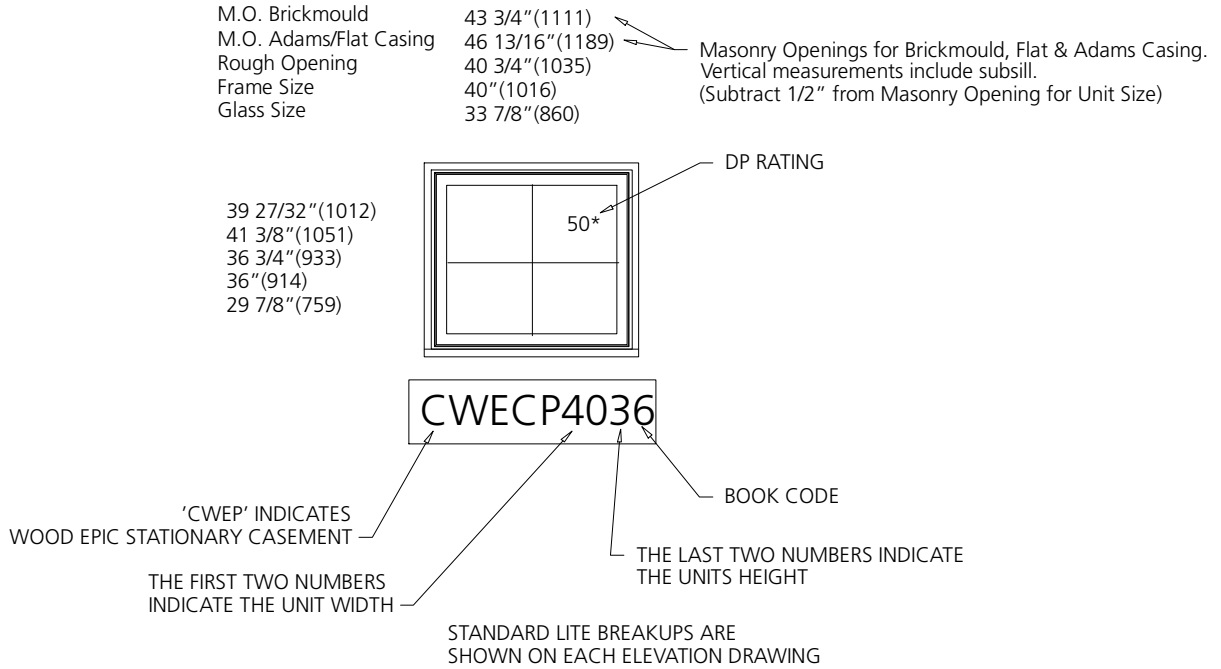 M.O. Brickmould 43 3/4"(1111)
M.O. Adams/Flat Casing 46 13/16"(1189)
Rough Opening 40 3/4"(1035)
Frame Size 40"(1016)
Glass Size 33 7/8"(860)
Masonry Openings for Brickmould, Flat & Adams Casing.
Vertical measurements include subsill.
(Subtract 1/2" from Masonry Opening for Unit Size)
DP RATING
39 27/32"(1012)
41 3/8"(1051)
36 3/4"(933)
36"(914)
29 7/8"(759)
50*
CWECP4036
'CWEP' INDICATES
WOOD EPIC STATIONARY CASEMENT
BOOK CODE
THE FIRST TWO NUMBERS
INDICATE THE UNIT WIDTH
THE LAST TWO NUMBERS INDICATE
THE UNITS HEIGHT
STANDARD LITE BREAKUPS ARE
SHOWN ON EACH ELEVATION DRAWING